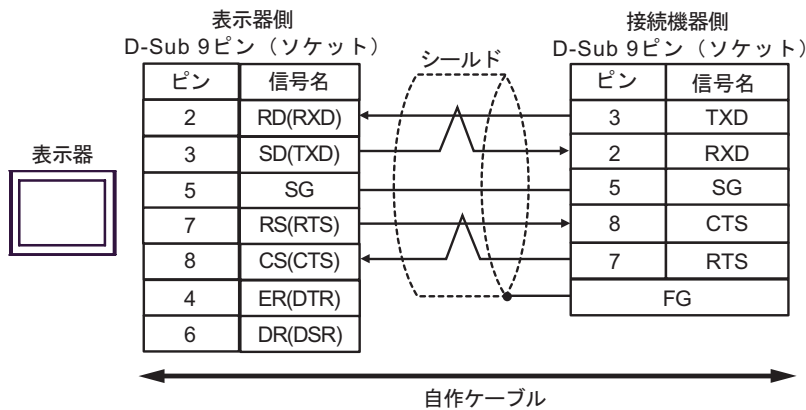 表示器側
D-Sub 9ピン（ソケット）
接続機器側
D-Sub 9ピン（ソケット）
シールド
ピン 信号名
2 RD(RXD)
3 SD(TXD)
5 SG
7 RS(RTS)
8 CS(CTS)
4 ER(DTR)
6 DR(DSR)
ピン 信号名
3 TXD
2 RXD
5 SG
8 CTS
7 RTS
FG
表示器
自作ケーブル